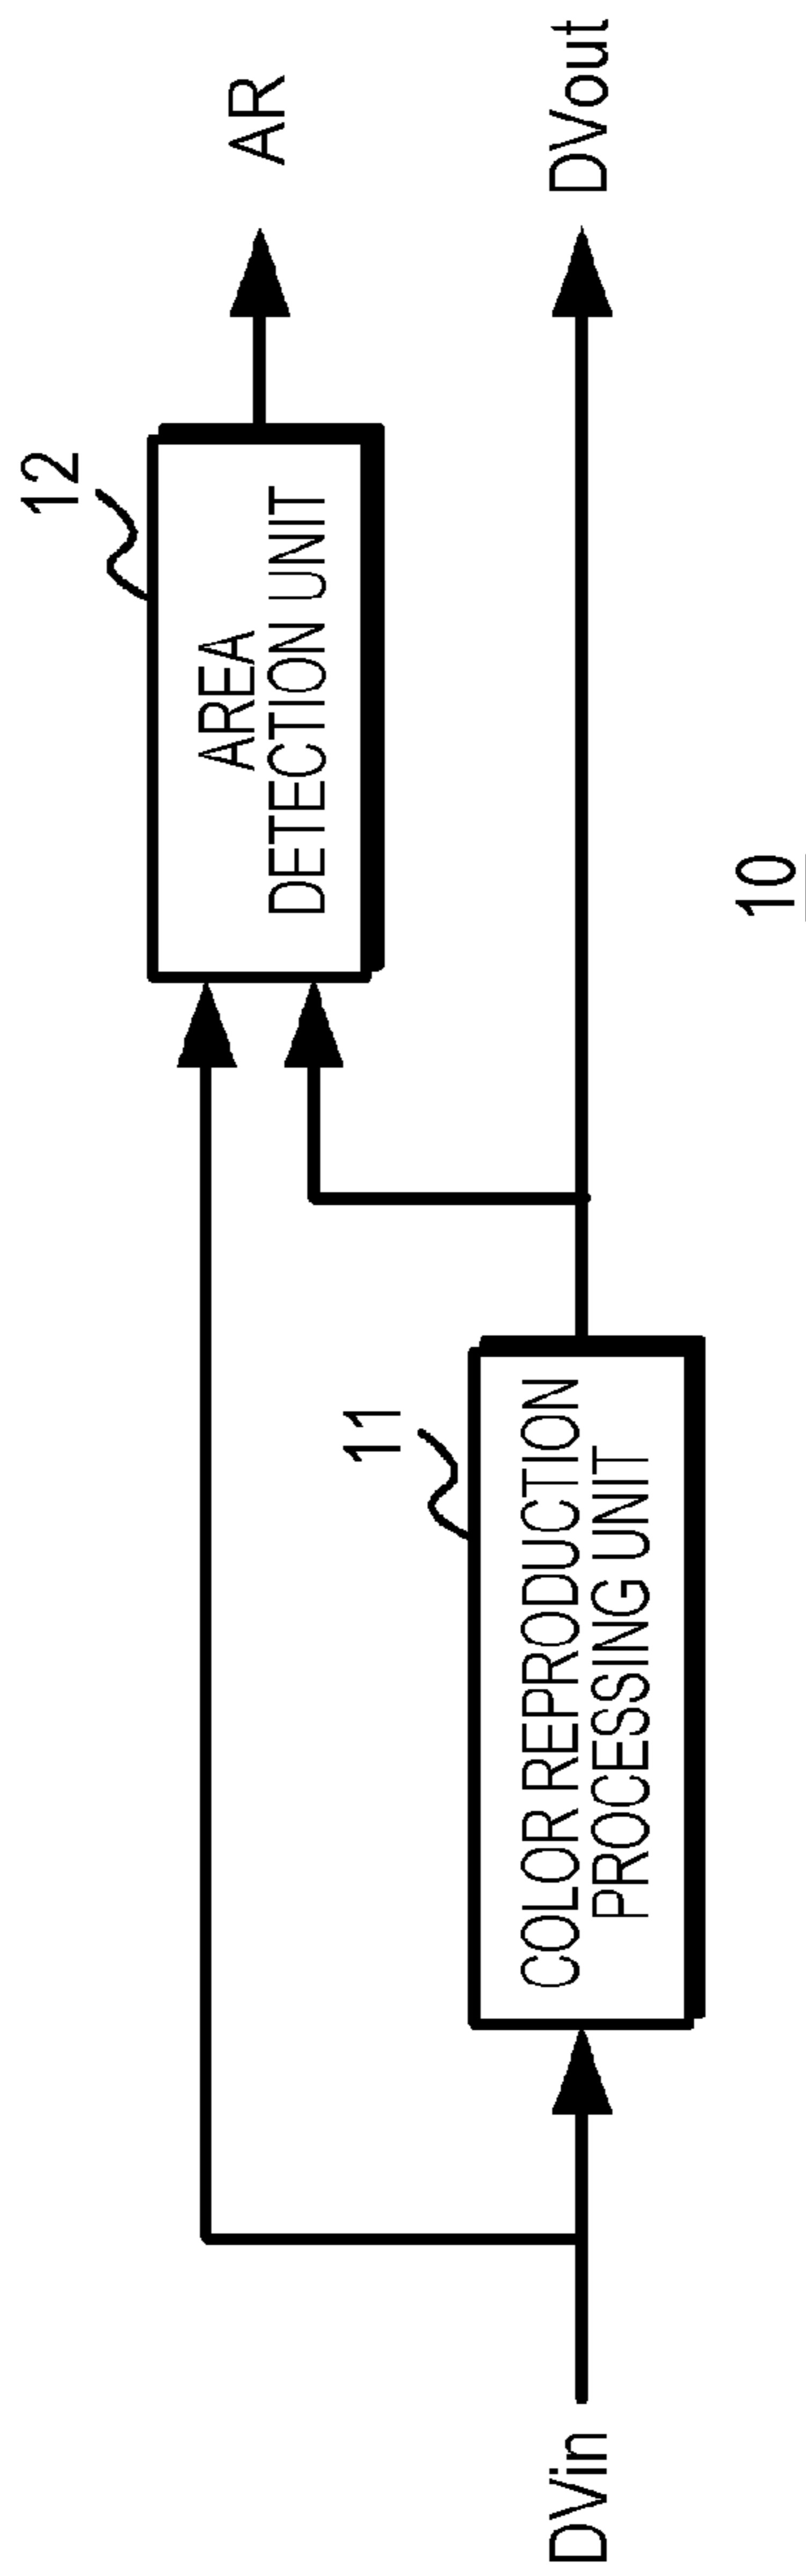 12
AREA
DETECTION UNIT
AR
11
DVin
COLOR REPRODUCTION
PROCESSING UNIT
DVout
10